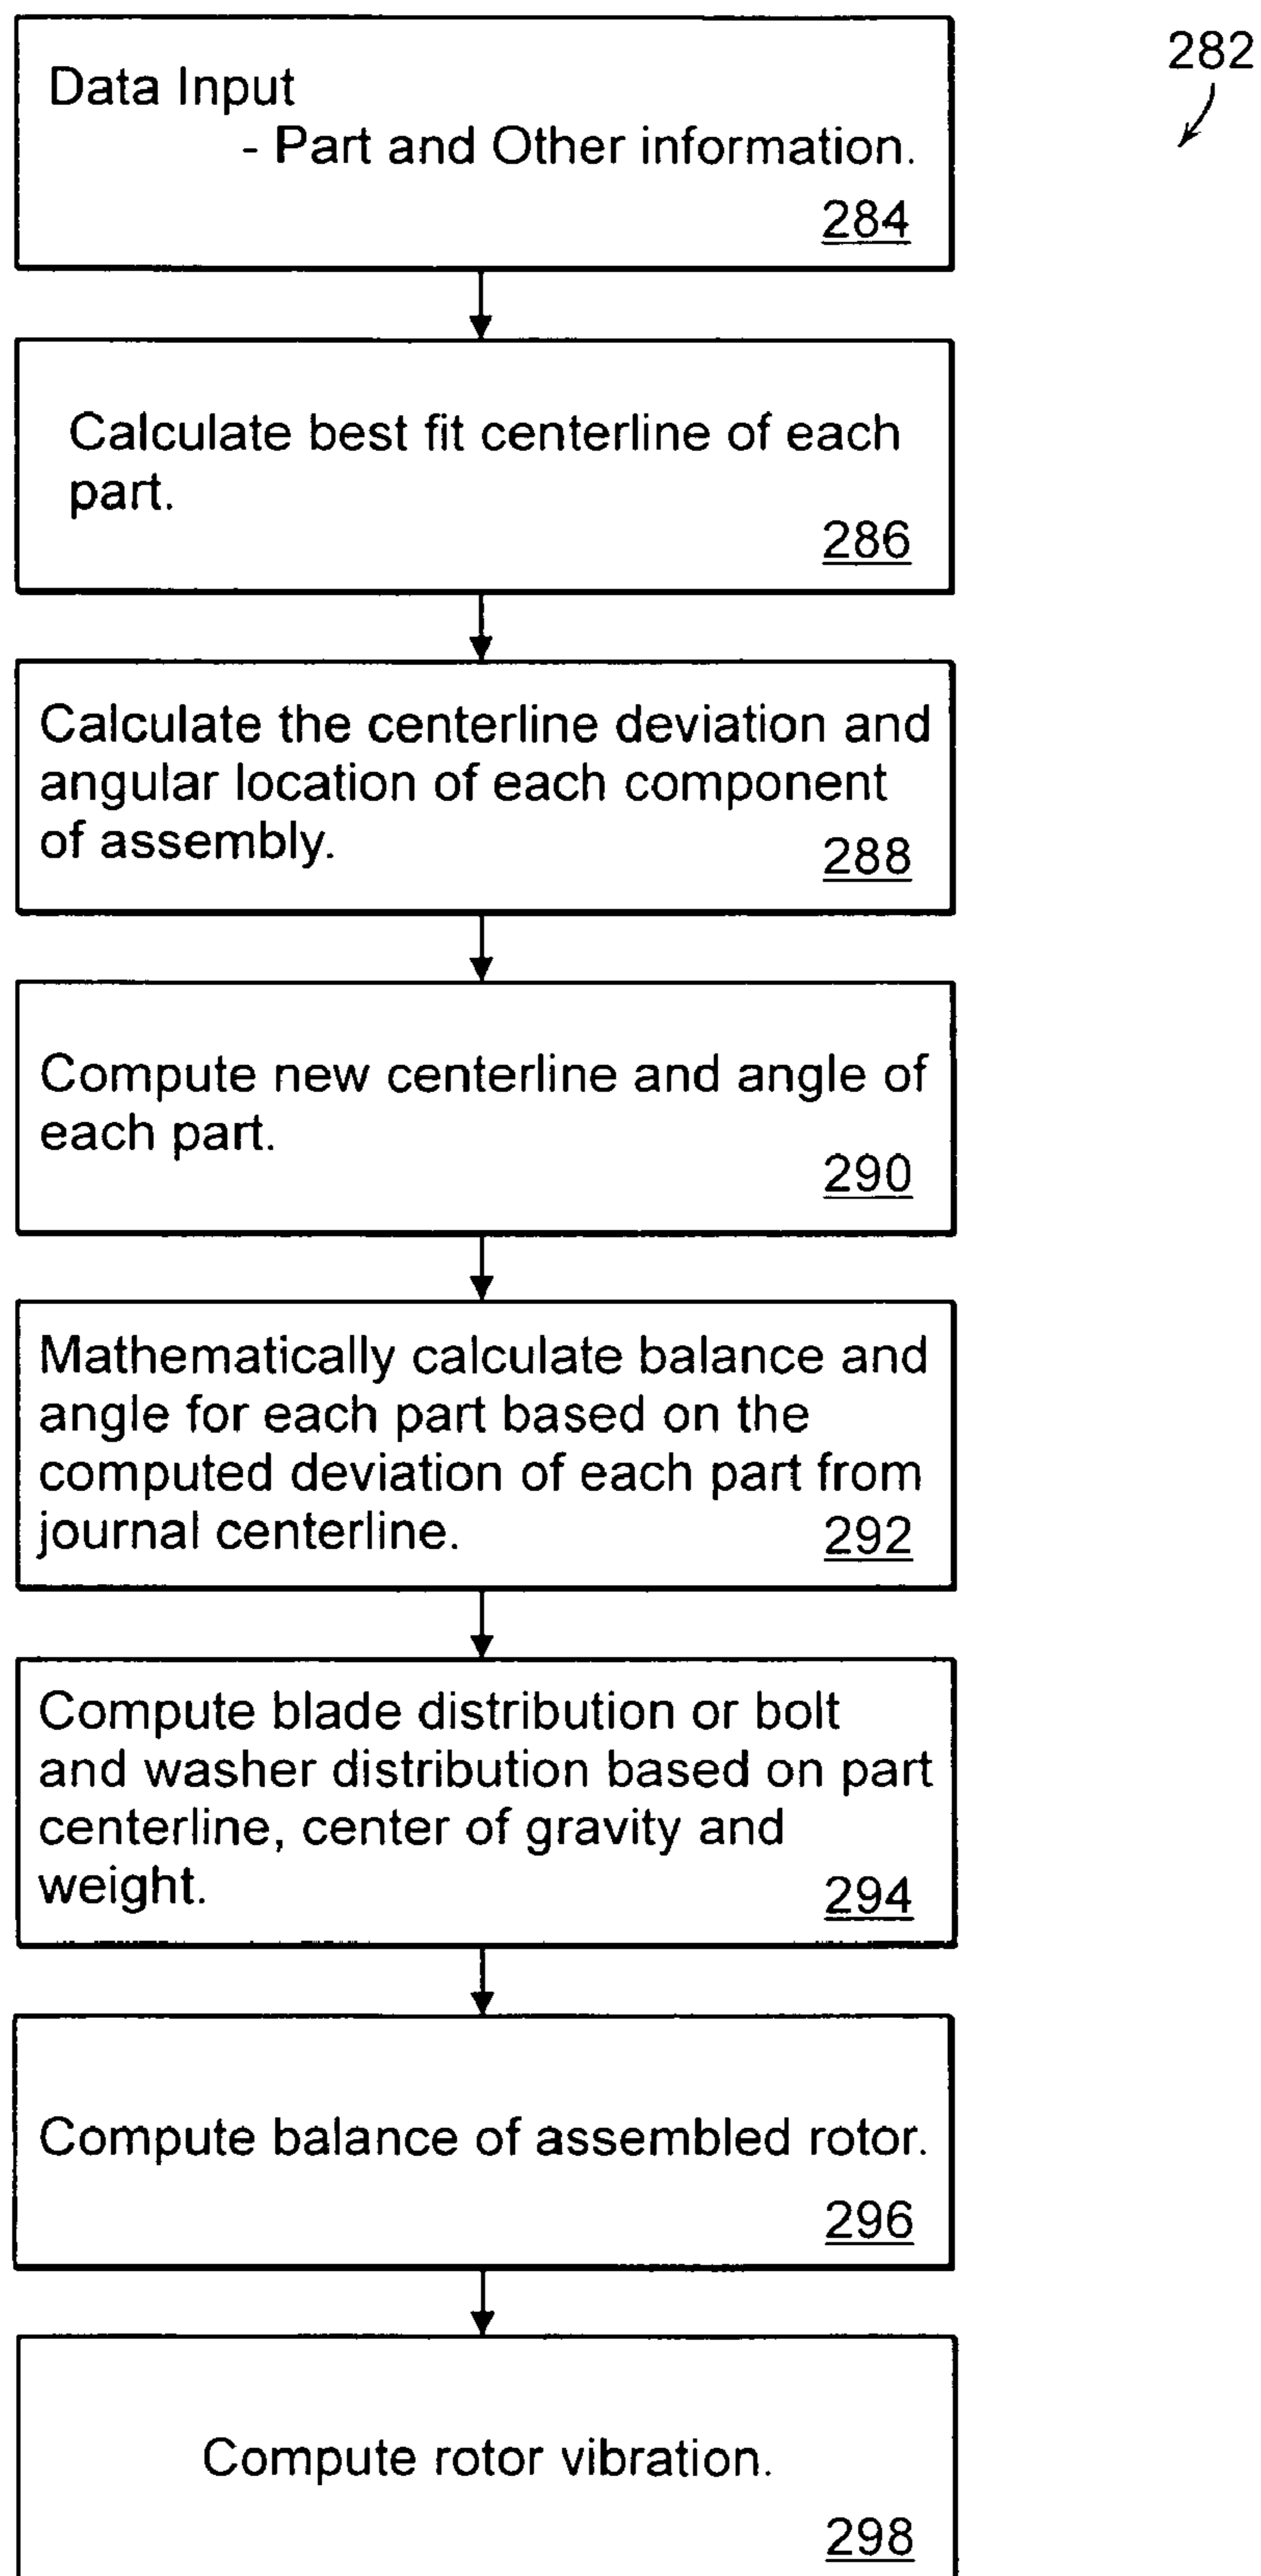 282
Data Input
- Part and Other information.
284
Calculate best fit centerline of each
part.
286
Calculate the centerline deviation and
angular location of each component
of assembly.
288
Compute new centerline and angle of
each part.
290
Mathematically calculate balance and
angle for each part based on the
computed deviation of each part from
journal centerline.
292
Compute blade distribution or bolt
and washer distribution based on part
centerline, center of gravity and
weight.
294
Compute balance of assembled rotor.
296
Compute rotor vibration.
298